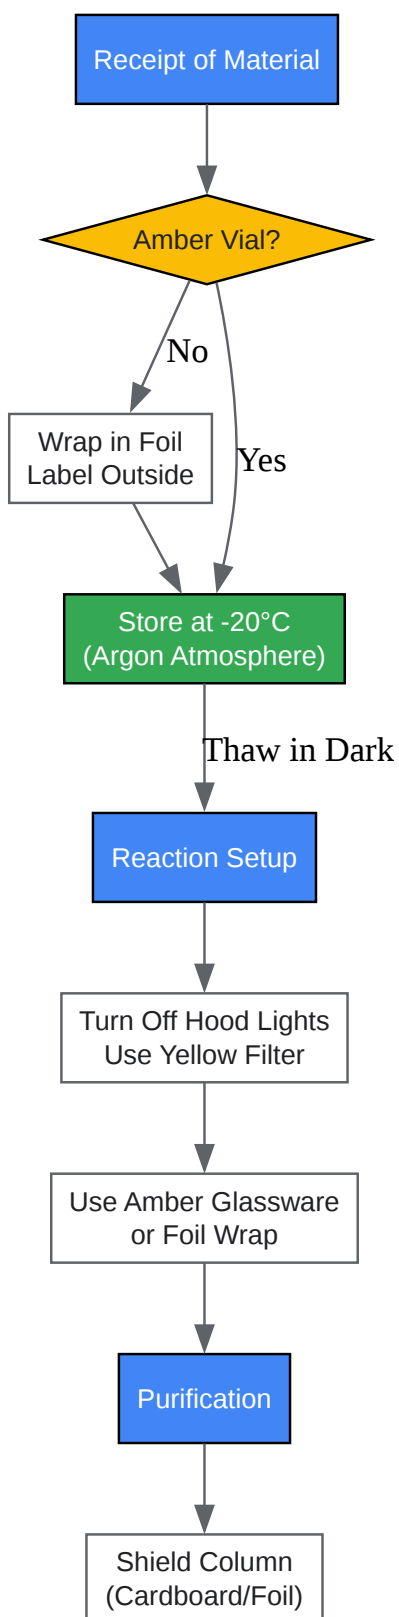 Receipt of Material
Amber Vial?
No
Wrap in Foil
Label Outside
Yes
Store at -20°C
(Argon Atmosphere)
Thaw in Dark
Reaction Setup
Turn Off Hood Lights
Use Yellow Filter
Use Amber Glassware
or Foil Wrap
Purification
Shield Column
(Cardboard/Foil)